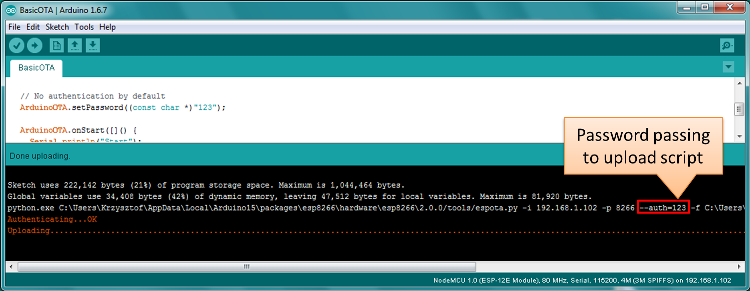 BasicOTA | Arduino 1.6.7
File Edit Sketch Tools Help
BasicOTA
// No authentication by default
ArduinoOTA.setPassword((const char *)"123");
ArduinoOTA.onStart([]() {
Serial.println("Start");
Done uploading.
Password passing
to upload script
Sketch uses 222,142 bytes (21%) of program storage space. Maximum is 1,044,464 bytes.
Global variables use 34,408 bytes (42%) of dynamic memory, leaving 47,512 bytes for local variables. Maximum is 81,920 bytes.
python.exe C:\Users\Krzysztof\AppData\Local\Arduino15\packages\esp8266\hardware\esp8266\2.0.0/tools/espota.py -i 192.168.1.102 -p 8266 --auth=123 -f C:\Users\
Authenticating...OK
Uploading................................................................................
NodeMCU 1.0 (ESP-12E Module), 80 MHz, Serial, 115200, 4M (3M SPIFFS) on 192.168.1.102